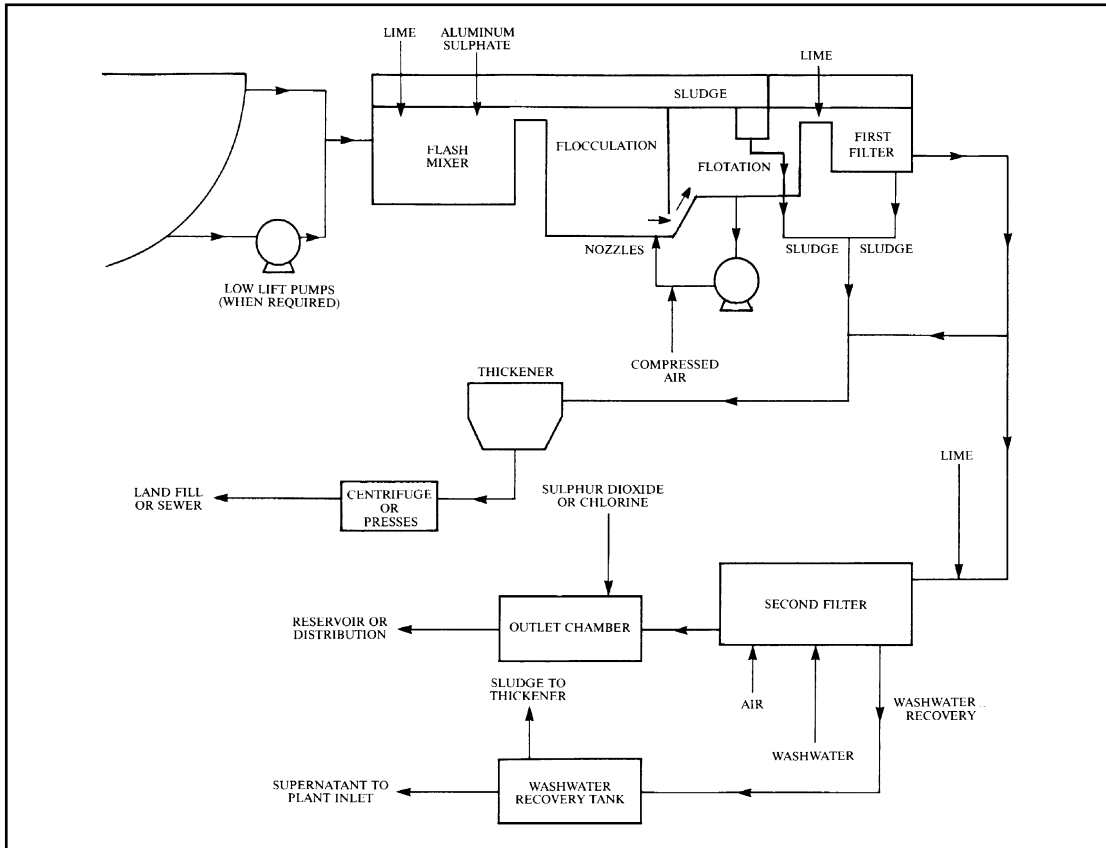 LIME
ALUMINUM
SULPHATE
LIME
SLUDGE
FLASH
MIXER
FLOCCULATION
FLOTATION
FIRST
FILTER
NOZZLES
SLUDGE
SLUDGE
LOW LIFT PUMPS
(WHEN REQUIRED)
COMPRESSED
AIR
THICKENER
LIME
LAND FILL
OR SEWER
CENTRIFUGE
OR
PRESSES
SULPHUR DIOXIDE
OR CHLORINE
SECOND FILTER
RESERVOIR OR
DISTRIBUTION
OUTLET CHAMBER
SLUDGE TO
THICKENER
AIR
WASHWATER
RECOVERY
WASHWATER
SUPERNATANT TO
PLANT INLET
WASHWATER
RECOVERY TANK